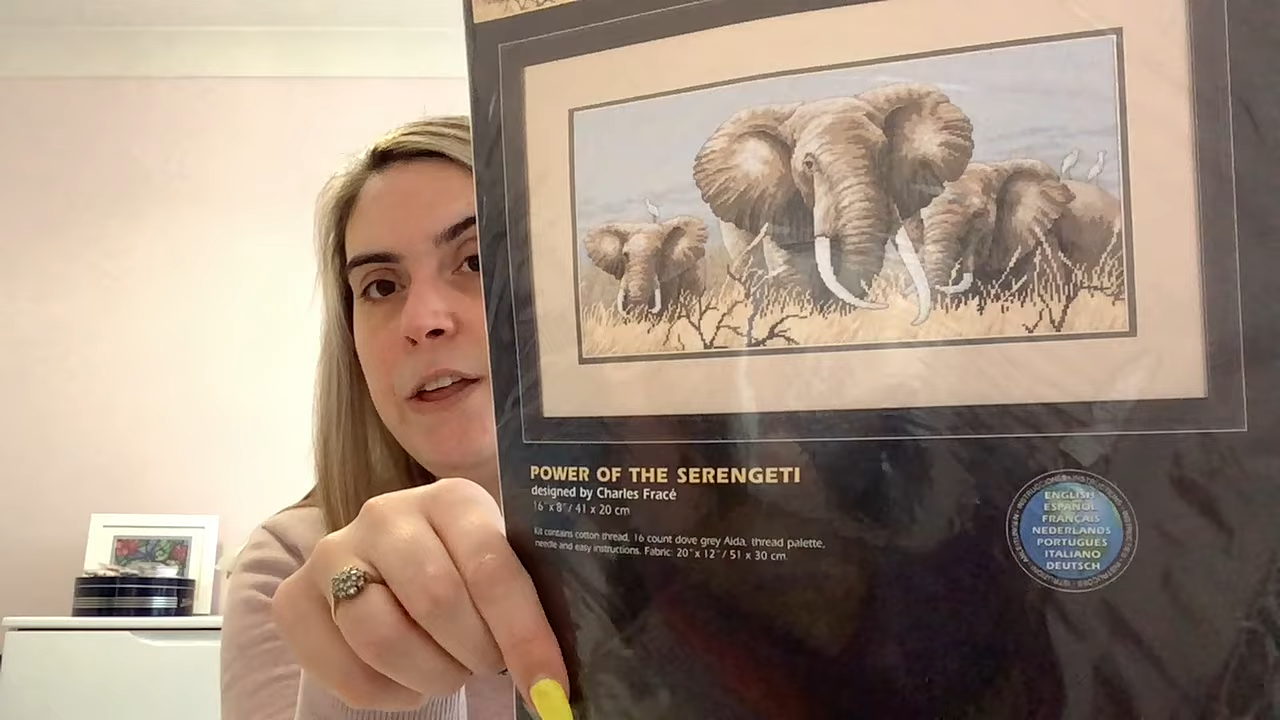 POWER OF THE SERENGETI
designed by Charles Fracé
16" x 8" / 41 x 20 cm
Kit contains cotton thread, 16 count dove grey Aida, thread palette,
needle and easy instructions. Fabric: 20" x 12" / 51 x 30 cm.
ENGLISH
ESPAÑOL
FRANÇAIS
NEDERLANDS
PORTUGUÊS
ITALIANO
DEUTSCH